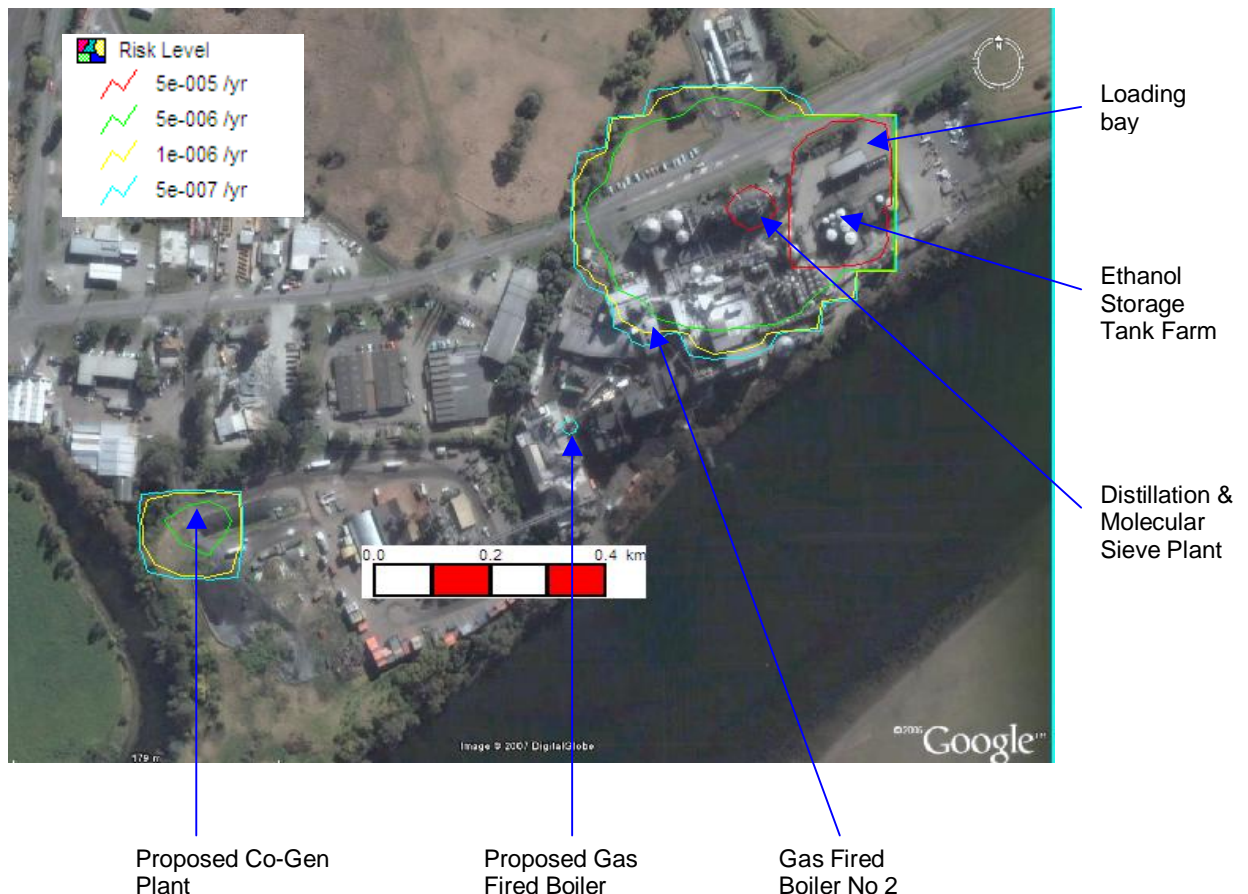 Risk Level
5e-005 /yr
5e-006 /yr
1e-006 /yr
5e-007 /yr
N
Loading
bay
Ethanol
Storage
Tank Farm
Distillation &
Molecular
Sieve Plant
0.0 0.2 0.4 km
Image © 2007 DigitalGlobe
©2006 Google™
179 m
Proposed Co-Gen
Plant
Proposed Gas
Fired Boiler
Gas Fired
Boiler No 2